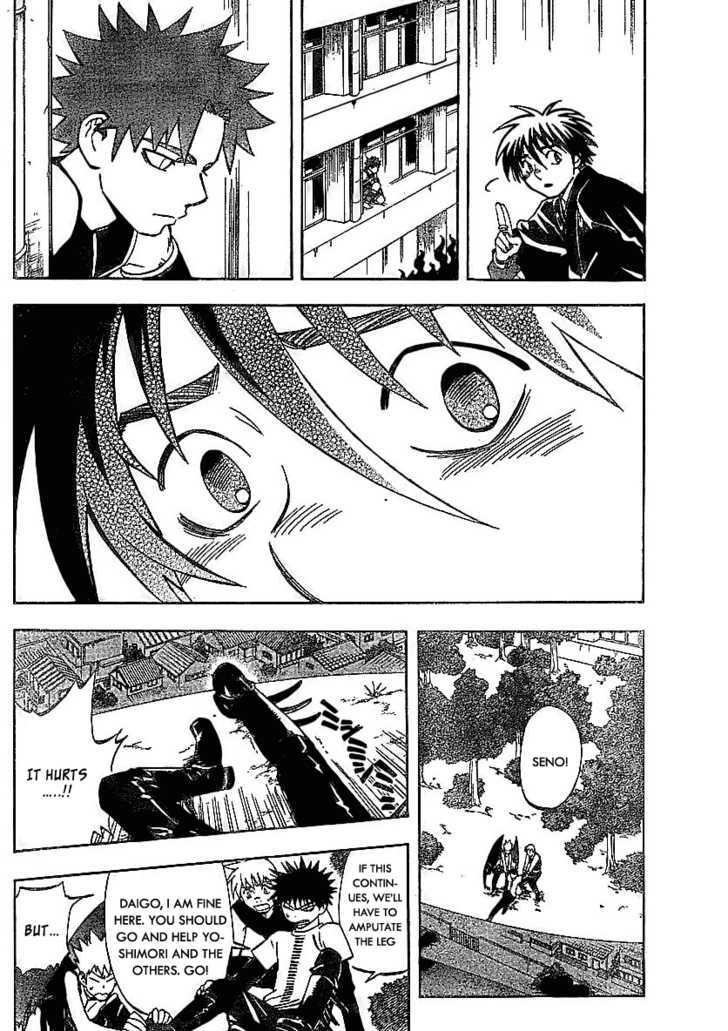 SENO!
IT HURTS
.....!!
IF THIS
CONTIN-
UES, WE'LL
HAVE TO
AMPUTATE
THE LEG
DAIGO, I AM FINE
HERE. YOU SHOULD
GO AND HELP YO-
SHIMORI AND THE
OTHERS. GO!
BUT...